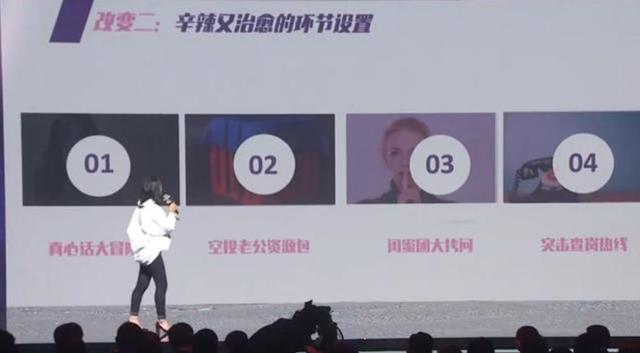 改变二：辛辣又治愈的环节设置
01
02
03
04
真心话大冒
空投老公资源包
闺蜜团大拷问
突击查岗热线